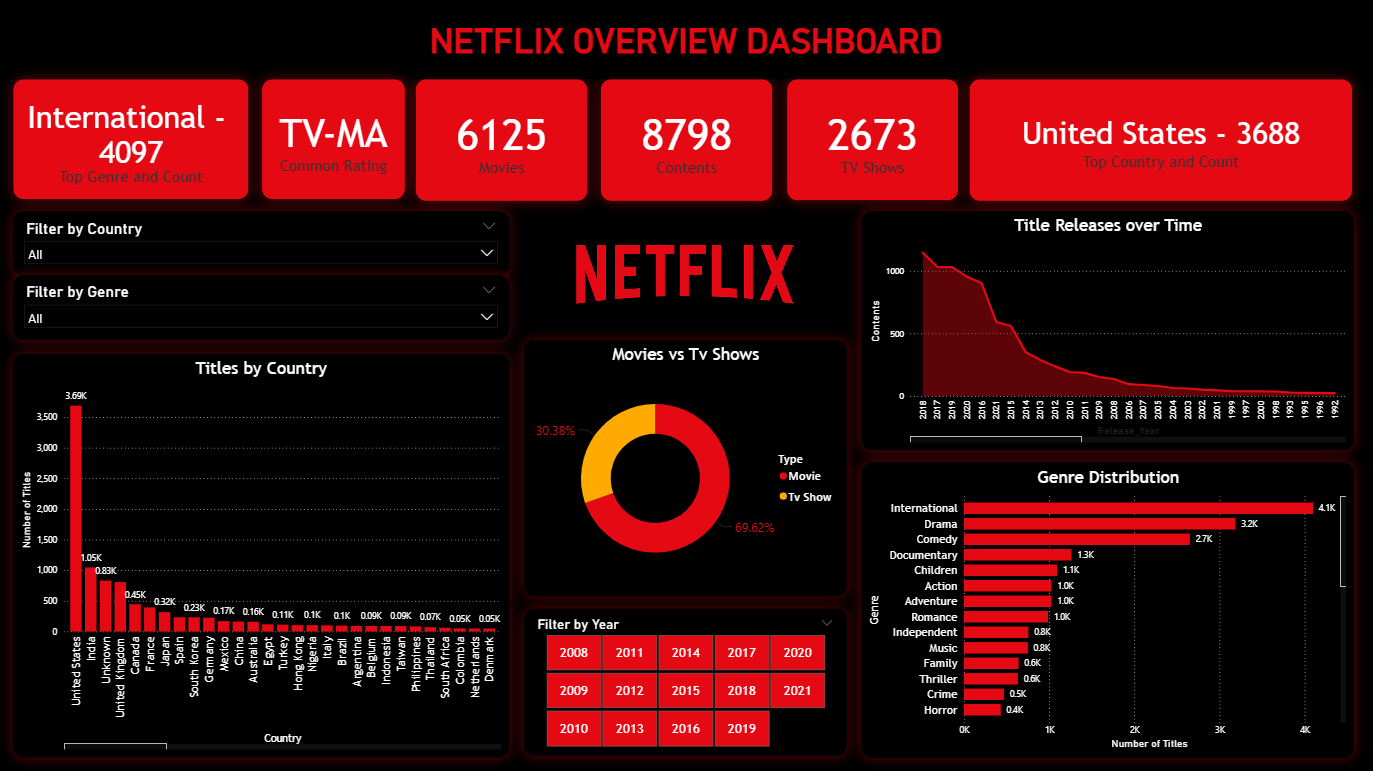 NETFLIX OVERVIEW DASHBOARD
International -
4097
Top Genre and Count
TV-MA
Common Rating
6125
Movies
8798
Contents
2673
TV Shows
United States - 3688
Top Country and Count
Filter by Country
All
Filter by Genre
All
Titles by Country
Number of Titles
3,500
3,000
2,500
2,000
1,500
1,000
500
0
3.69K
1.05K
0.83K
0.45K
0.32K
0.23K
0.17K
0.16K
0.11K
0.1K
0.1K
0.09K
0.09K
0.07K
0.05K
0.05K
United States
India
Unknown
United Kingdom
Canada
France
Japan
Spain
South Korea
Germany
Mexico
China
Australia
Egypt
Turkey
Hong Kong
Nigeria
Brazil
Argentina
Belgium
Indonesia
Taiwan
Philippines
Thailand
South Africa
Colombia
Netherlands
Denmark
Country
NETFLIX
Movies vs Tv Shows
30.38%
69.62%
Type
Movie
Tv Show
Filter by Year
2008 2011 2014 2017 2020
2009 2012 2015 2018 2021
2010 2013 2016 2019
Title Releases over Time
Contents
1000
500
0
2018
2017
2019
2020
2016
2021
2015
2014
2013
2012
2010
2011
2009
2008
2006
2007
2005
2004
2003
2002
2001
1999
1997
2000
1998
1993
1995
1996
1992
Release_Year
Genre Distribution
Genre
International 4.1K
Drama 3.2K
Comedy 2.7K
Documentary 1.3K
Children 1.1K
Action 1.0K
Adventure 1.0K
Romance 1.0K
Independent 0.8K
Music 0.8K
Family 0.6K
Thriller 0.6K
Crime 0.5K
Horror 0.4K
0K 1K 2K 3K 4K
Number of Titles